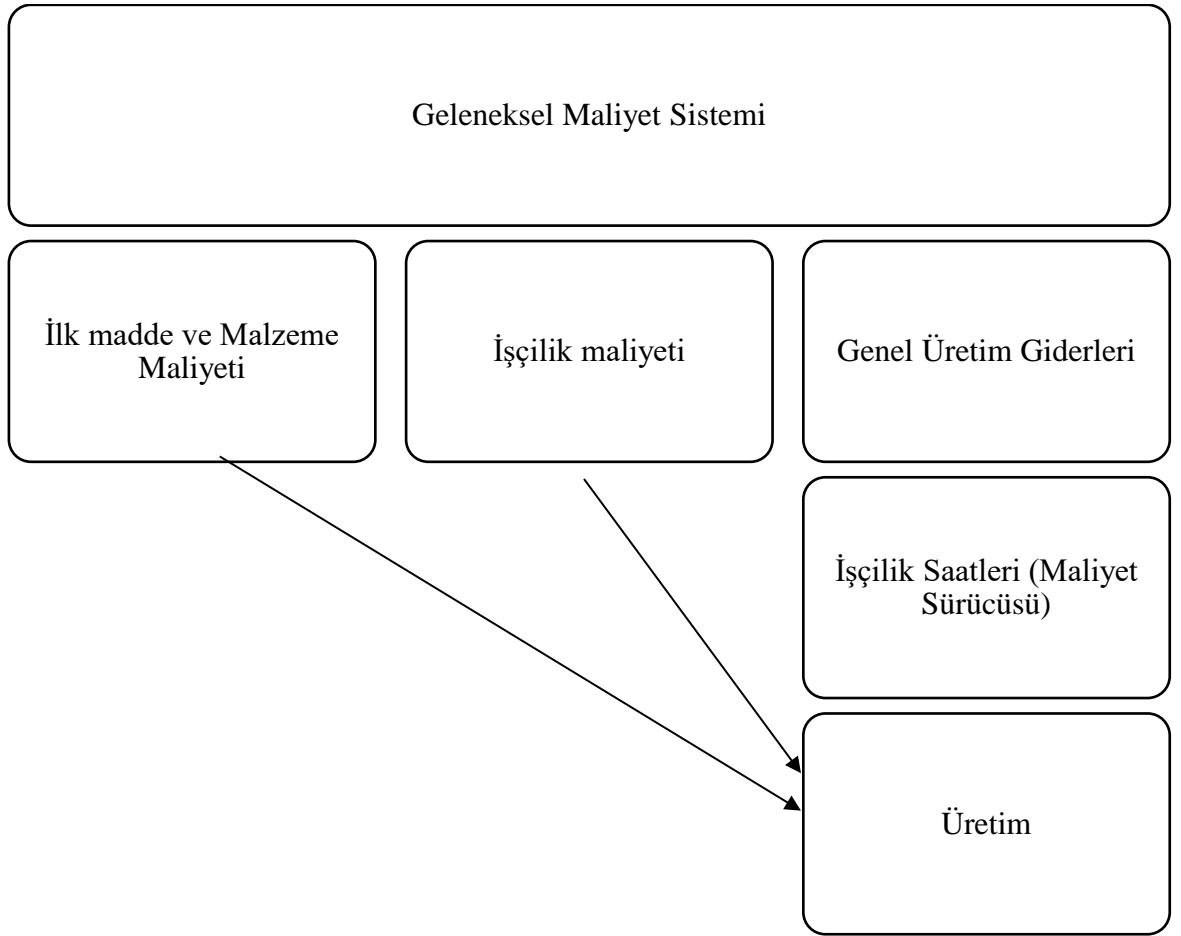 Geleneksel Maliyet Sistemi
İlk madde ve Malzeme
Maliyeti
İşçilik maliyeti
Genel Üretim Giderleri
İşçilik Saatleri (Maliyet
Sürücüsü)
Üretim